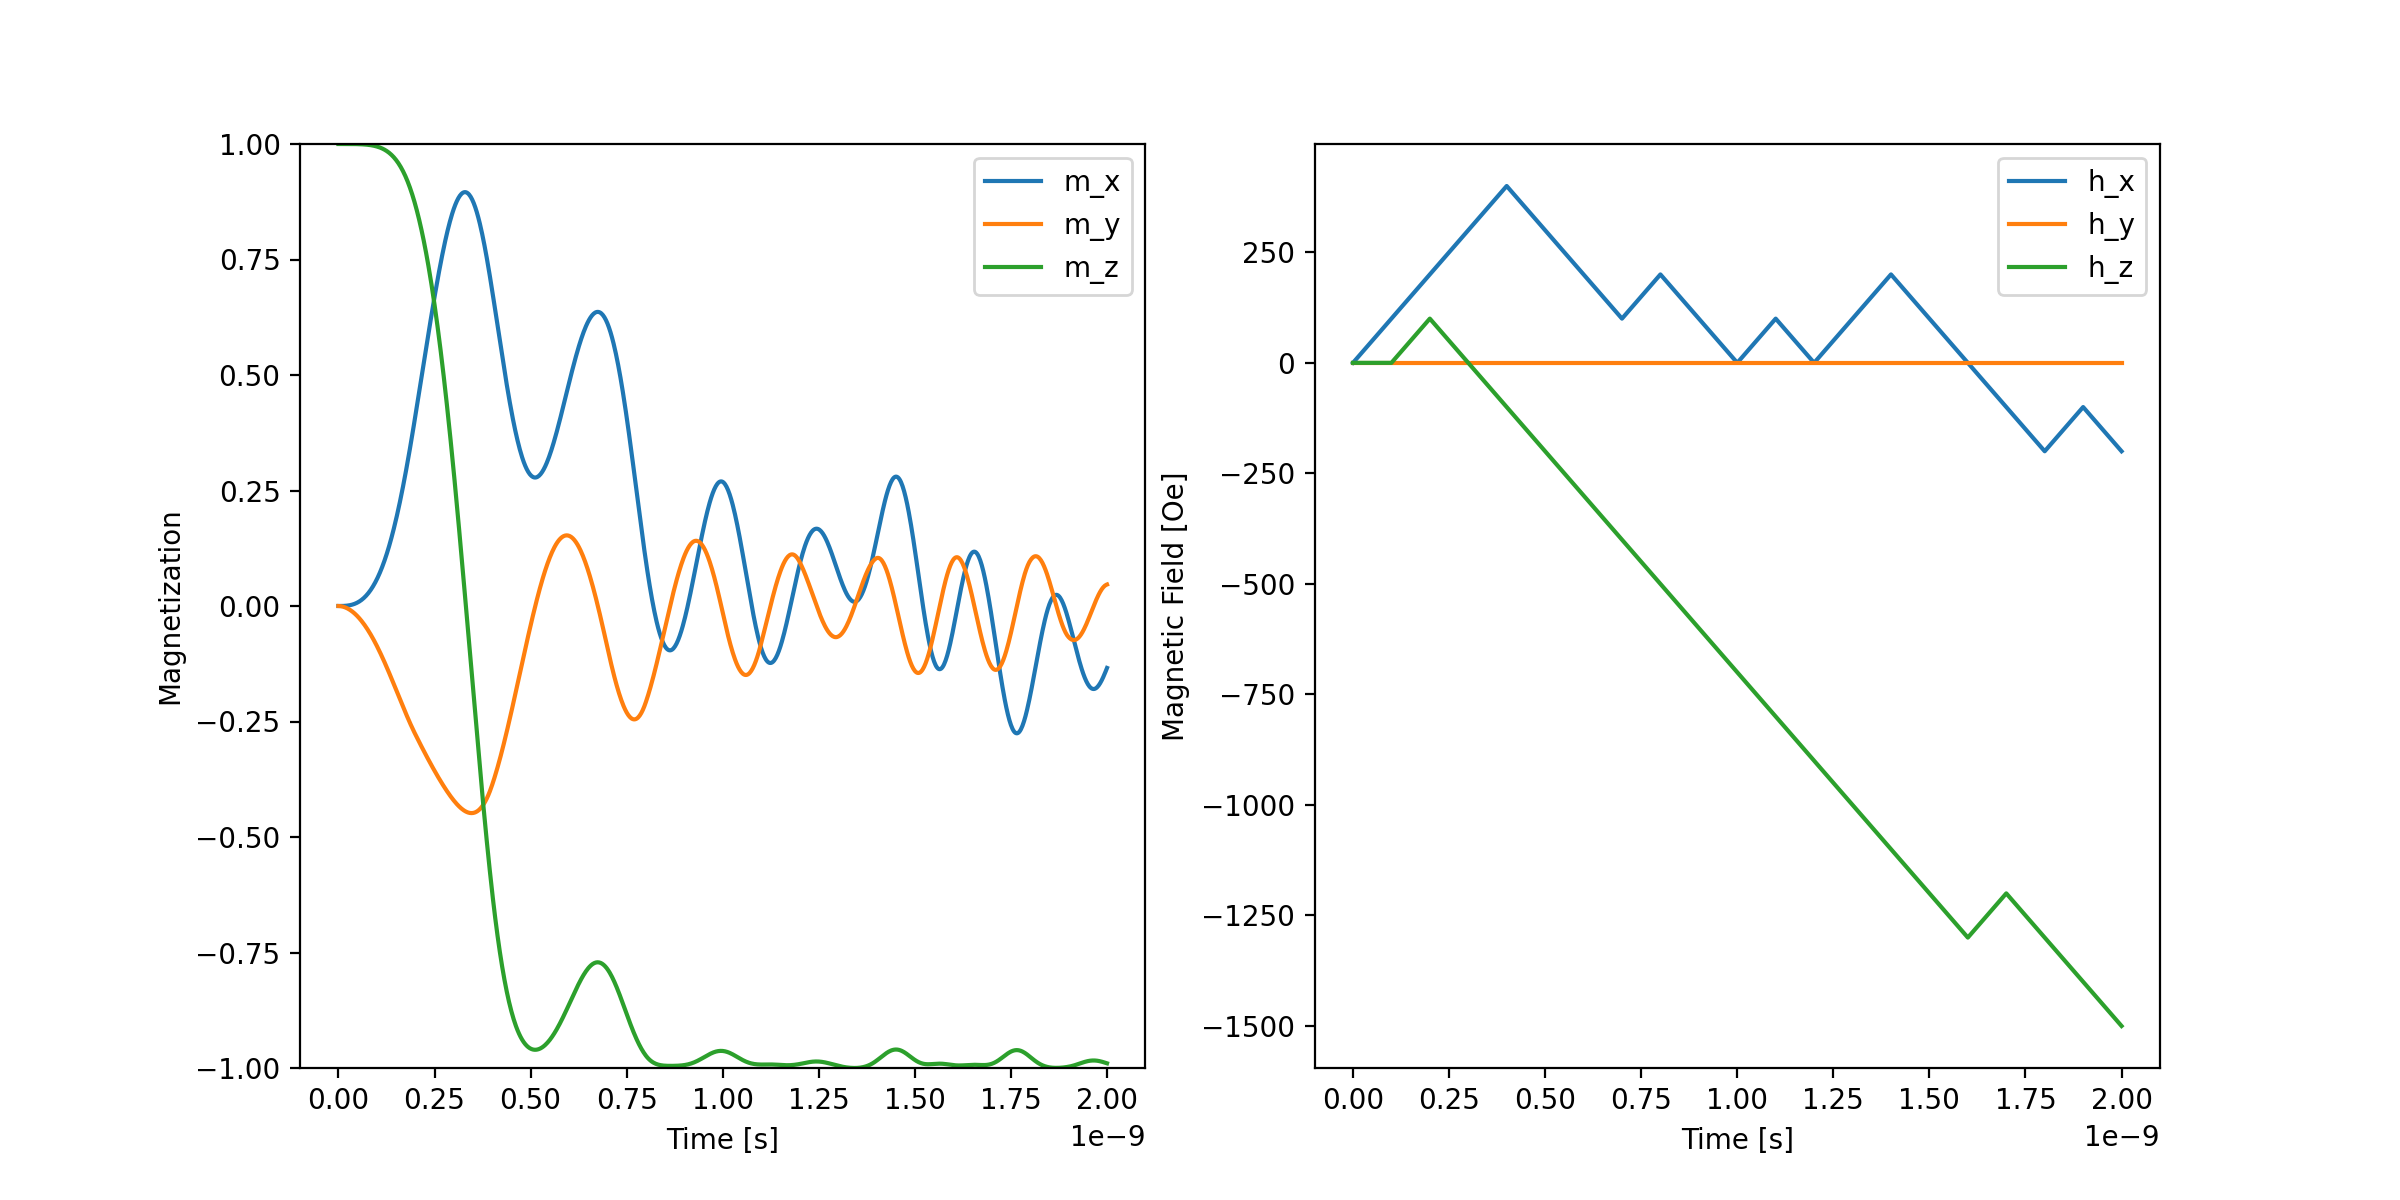 1.00
0.75
0.50
0.25
0.00
−0.25
−0.50
−0.75
−1.00
Magnetization
m_x
m_y
m_z
0.00 0.25 0.50 0.75 1.00 1.25 1.50 1.75 2.00
Time [s]
1e−9
250
0
−250
−500
−750
−1000
−1250
−1500
Magnetic Field [Oe]
h_x
h_y
h_z
0.00 0.25 0.50 0.75 1.00 1.25 1.50 1.75 2.00
Time [s]
1e−9